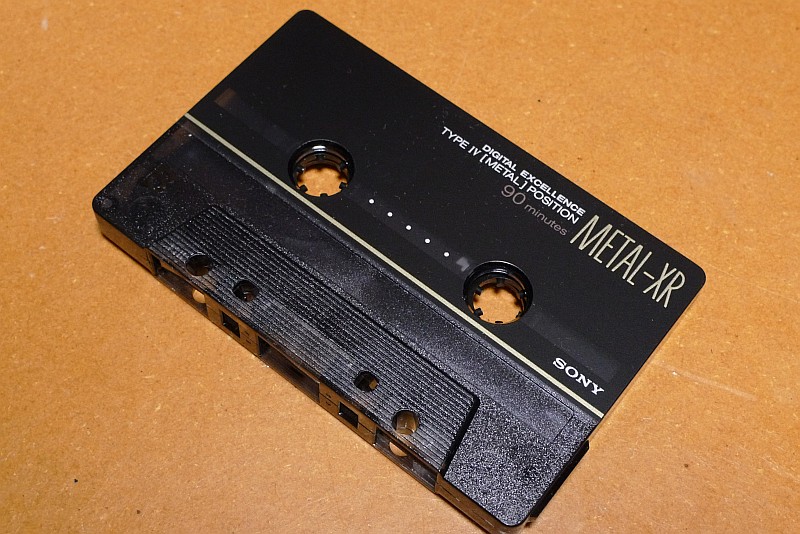 METAL-XR
DIGITAL EXCELLENCE
TYPE IV [METAL] POSITION
90 minutes
SONY